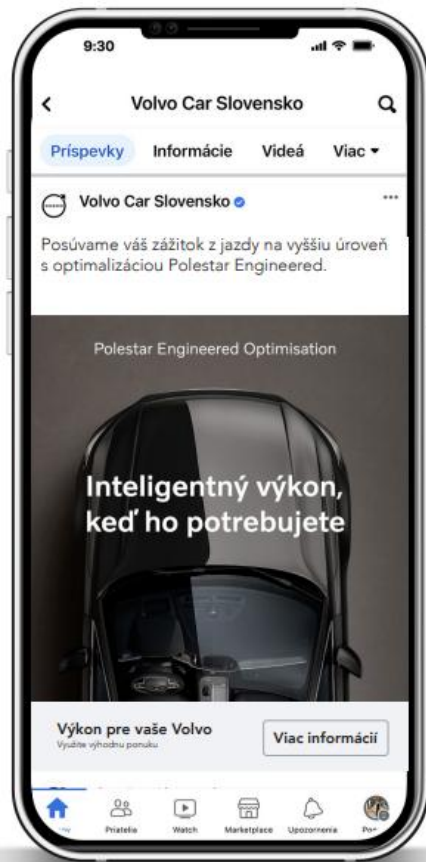 9:30
Volvo Car Slovensko
Príspevky Informácie Videá Viac
Volvo Car Slovensko
Posúvame váš zážitok z jazdy na vyššiu úroveň
s optimalizáciou Polestar Engineered.
Polestar Engineered Optimisation
Inteligentný výkon,
keď ho potrebujete
Výkon pre vaše Volvo
Využite výhodnu ponuku
Viac informácií
Priatelia Watch Marketplace Upozornenia